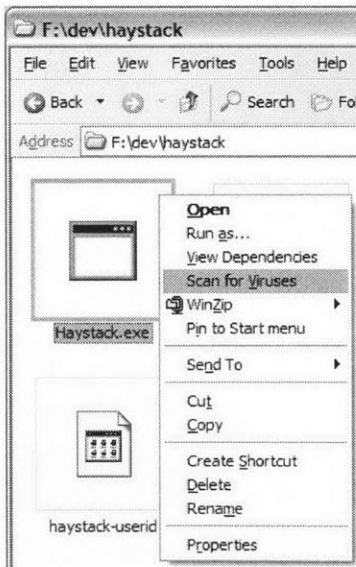 F:\dev\haystack
File Edit View Favorites Tools Help
Back Search Fo
Address F:\dev\haystack
Open
Run as...
View Dependencies
Scan for Viruses
WinZip
Pin to Start menu
Haystack.exe
Send To
Cut
Copy
Create Shortcut
Delete
Rename
haystack-userid
Properties